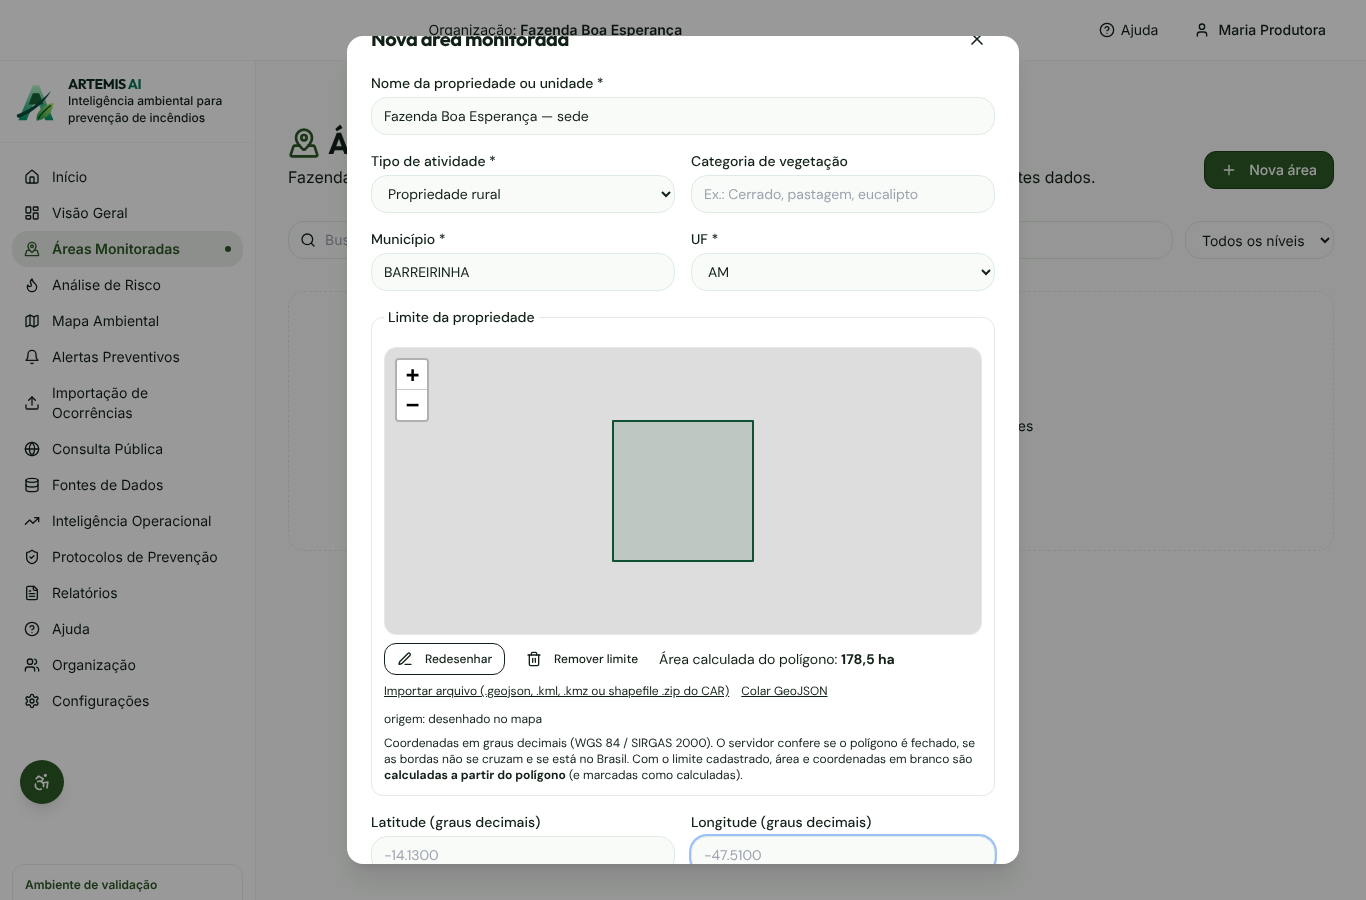 Organização: Fazenda Boa Esperança
Ajuda
Maria Produtora
ARTEMIS AI
Inteligência ambiental para
prevenção de incêndios
Início
Visão Geral
Áreas Monitoradas
Análise de Risco
Mapa Ambiental
Alertas Preventivos
Importação de
Ocorrências
Consulta Pública
Fontes de Dados
Inteligência Operacional
Protocolos de Prevenção
Relatórios
Ajuda
Organização
Configurações
Ambiente de validação
Á
Fazenda
tes dados.
Nova área
Bus
Todos os níveis
es
Nova área monitorada
Nome da propriedade ou unidade *
Fazenda Boa Esperança — sede
Tipo de atividade *
Categoria de vegetação
Propriedade rural
Ex.: Cerrado, pastagem, eucalipto
Município *
UF *
BARREIRINHA
AM
Limite da propriedade
+
−
Redesenhar
Remover limite
Área calculada do polígono: 178,5 ha
Importar arquivo (.geojson, .kml, .kmz ou shapefile .zip do CAR)
Colar GeoJSON
origem: desenhado no mapa
Coordenadas em graus decimais (WGS 84 / SIRGAS 2000). O servidor confere se o polígono é fechado, se
as bordas não se cruzam e se está no Brasil. Com o limite cadastrado, área e coordenadas em branco são
calculadas a partir do polígono (e marcadas como calculadas).
Latitude (graus decimais)
Longitude (graus decimais)
-14.1300
-47.5100